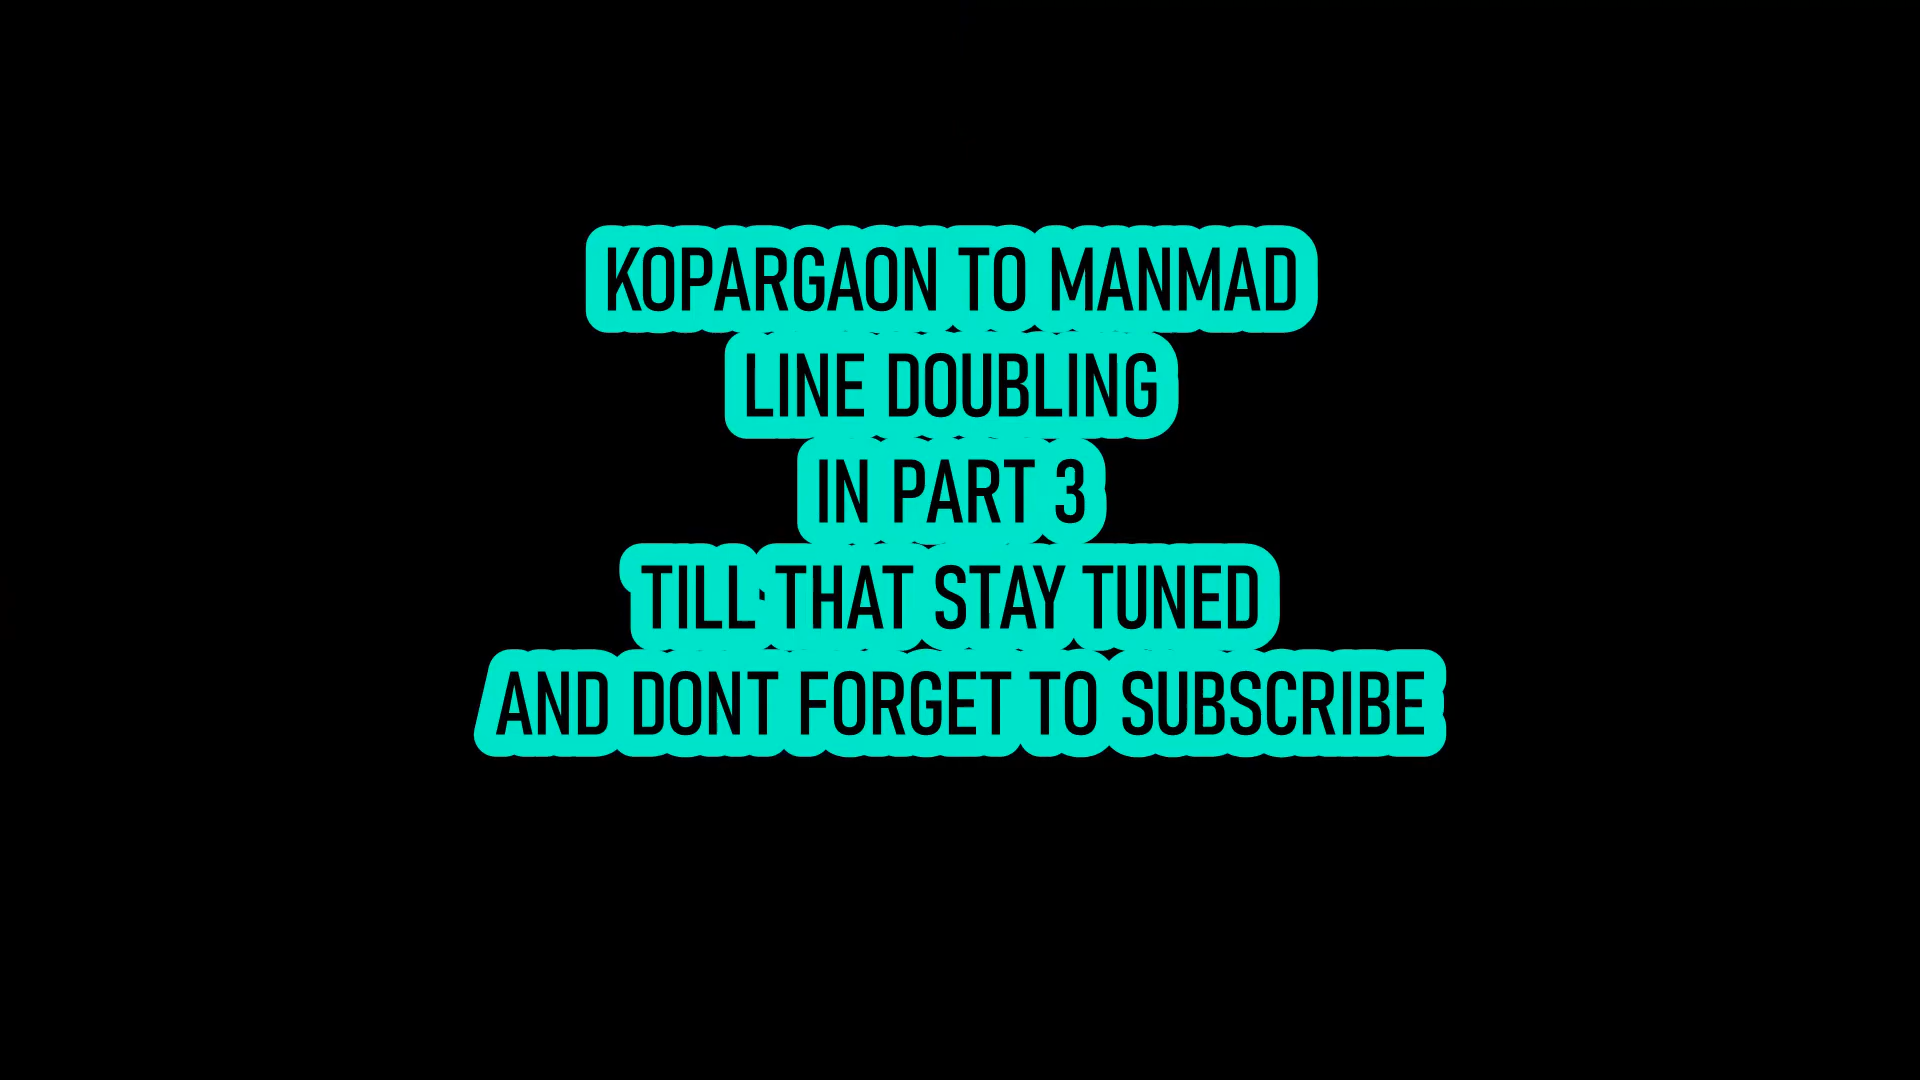 KOPARGAON TO MANMAD
LINE DOUBLING
IN PART 3
TILL THAT STAY TUNED
AND DONT FORGET TO SUBSCRIBE